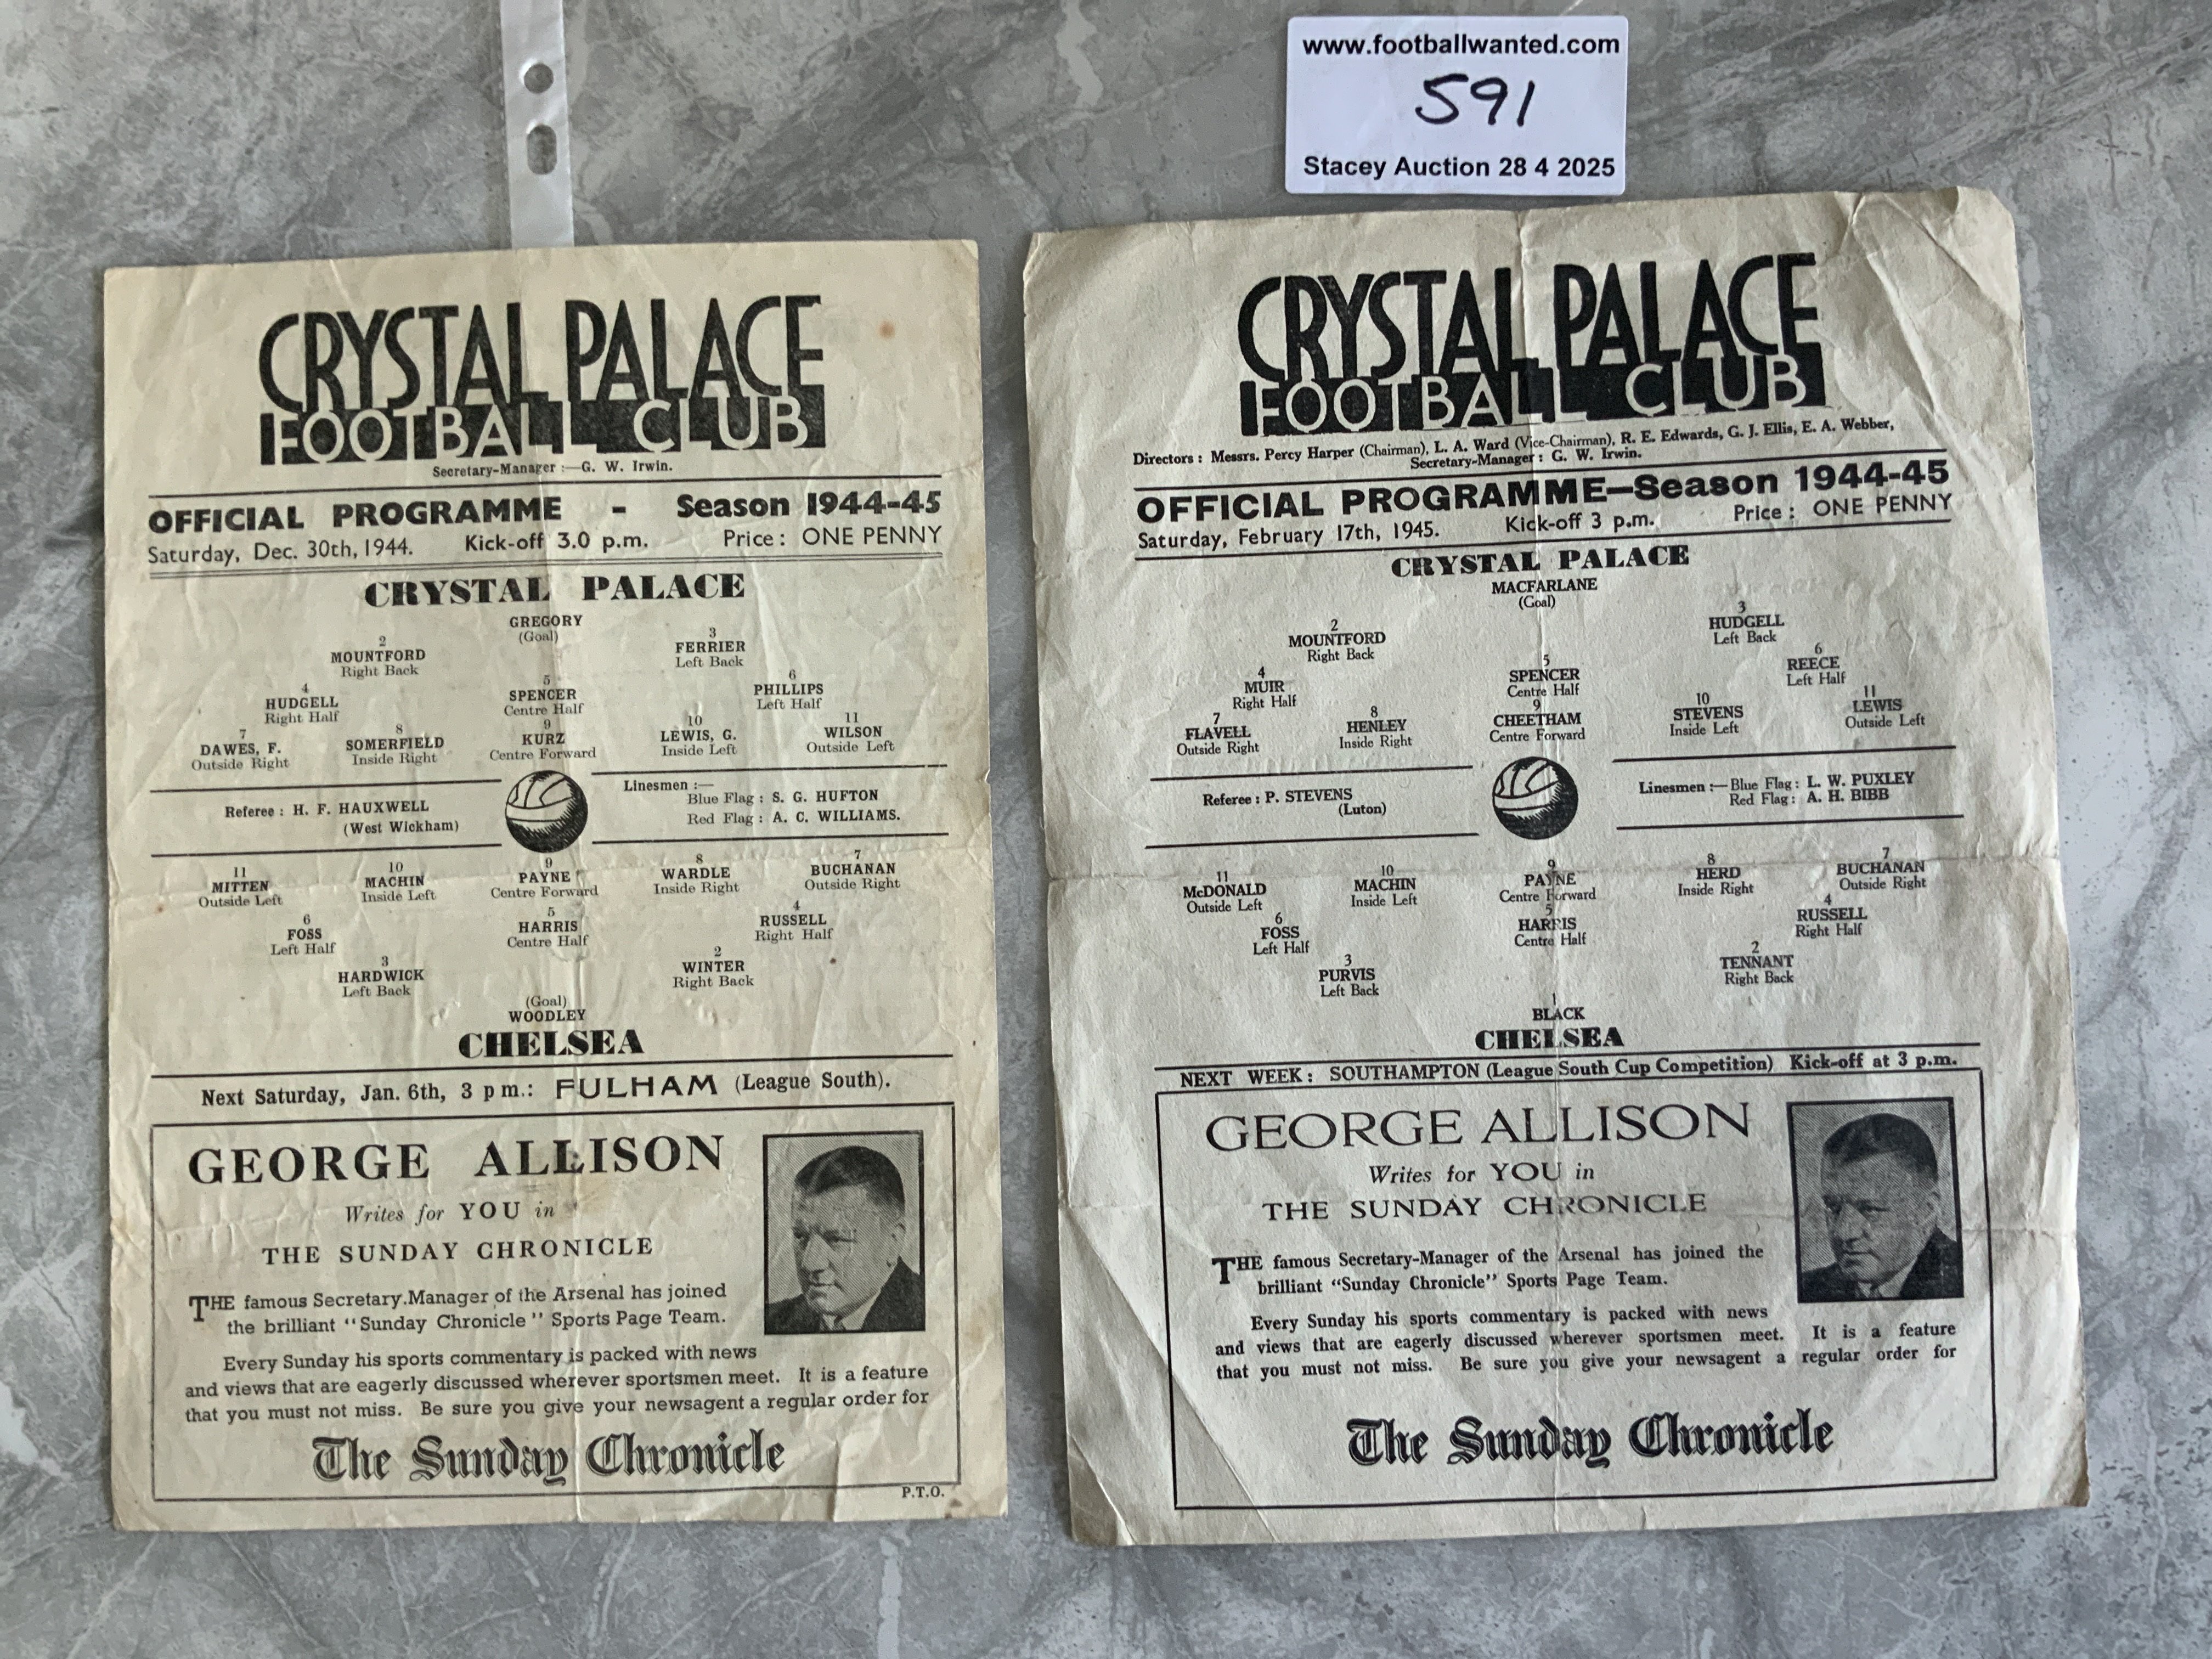 www.footballwanted.com
591
Stacey Auction 28 4 2025
CRYSTAL PALACE
FOOTBALL CLUB
Secretary-Manager :—G. W. Irwin.
OFFICIAL PROGRAMME - Season 1944-45
Saturday, Dec. 30th, 1944. Kick-off 3.0 p.m. Price : ONE PENNY
CRYSTAL PALACE
GREGORY
(Goal)
2 3
MOUNTFORD FERRIER
Right Back Left Back
4 5 6
HUDGELL SPENCER PHILLIPS
Right Half Centre Half Left Half
7 8 9 10 11
DAWES, F. SOMERFIELD KURZ LEWIS, G. WILSON
Outside Right Inside Right Centre Forward Inside Left Outside Left
Referee : H. F. HAUXWELL
(West Wickham)
Linesmen :—
Blue Flag : S. G. HUFTON
Red Flag : A. C. WILLIAMS.
11 10 9 8 7
MITTEN MACHIN PAYNE WARDLE BUCHANAN
Outside Left Inside Left Centre Forward Inside Right Outside Right
6 5 4
FOSS HARRIS RUSSELL
Left Half Centre Half Right Half
3 2
HARDWICK WINTER
Left Back Right Back
(Goal)
WOODLEY
CHELSEA
Next Saturday, Jan. 6th, 3 p m.: FULHAM (League South).
GEORGE ALLISON
Writes for YOU in
THE SUNDAY CHRONICLE
THE famous Secretary.Manager of the Arsenal has joined
the brilliant "Sunday Chronicle" Sports Page Team.
Every Sunday his sports commentary is packed with news
and views that are eagerly discussed wherever sportsmen meet. It is a feature
that you must not miss. Be sure you give your newsagent a regular order for
The Sunday Chronicle
P.T.O.
CRYSTAL PALACE
FOOTBALL CLUB
Directors : Messrs. Percy Harper (Chairman), L. A. Ward (Vice-Chairman), R. E. Edwards, G. J. Ellis, E. A. Webber,
Secretary-Manager : G. W. Irwin.
OFFICIAL PROGRAMME—Season 1944-45
Saturday, February 17th, 1945. Kick-off 3 p.m. Price : ONE PENNY
CRYSTAL PALACE
MACFARLANE
(Goal)
2 3
MOUNTFORD HUDGELL
Right Back Left Back
4 5 6
MUIR SPENCER REECE
Right Half Centre Half Left Half
7 8 9 10 11
FLAVELL HENLEY CHEETHAM STEVENS LEWIS
Outside Right Inside Right Centre Forward Inside Left Outside Left
Referee : P. STEVENS
(Luton)
Linesmen :—Blue Flag : L. W. PUXLEY
Red Flag : A. H. BIBB
11 10 9 8 7
McDONALD MACHIN PAYNE HERD BUCHANAN
Outside Left Inside Left Centre Forward Inside Right Outside Right
6 5 4
FOSS HARRIS RUSSELL
Left Half Centre Half Right Half
3 2
PURVIS TENNANT
Left Back Right Back
1
BLACK
CHELSEA
NEXT WEEK : SOUTHAMPTON (League South Cup Competition) Kick-off at 3 p.m.
GEORGE ALLISON
Writes for YOU in
THE SUNDAY CHRONICLE
THE famous Secretary-Manager of the Arsenal has joined the
brilliant "Sunday Chronicle" Sports Page Team.
Every Sunday his sports commentary is packed with news
and views that are eagerly discussed wherever sportsmen meet. It is a feature
that you must not miss. Be sure you give your newsagent a regular order for
The Sunday Chronicle